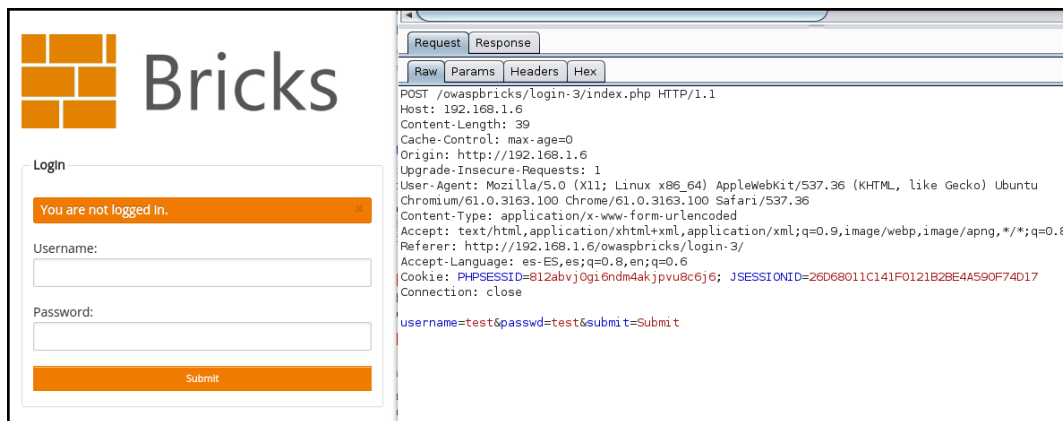 Bricks
Login
You are not logged in.
×
Username:
Password:
Submit
Request Response
Raw Params Headers Hex
POST /owaspbricks/login-3/index.php HTTP/1.1
Host: 192.168.1.6
Content-Length: 39
Cache-Control: max-age=0
Origin: http://192.168.1.6
Upgrade-Insecure-Requests: 1
User-Agent: Mozilla/5.0 (X11; Linux x86_64) AppleWebKit/537.36 (KHTML, like Gecko) Ubuntu
Chromium/61.0.3163.100 Chrome/61.0.3163.100 Safari/537.36
Content-Type: application/x-www-form-urlencoded
Accept: text/html,application/xhtml+xml,application/xml;q=0.9,image/webp,image/apng,*/*;q=0.8
Referer: http://192.168.1.6/owaspbricks/login-3/
Accept-Language: es-ES,es;q=0.8,en;q=0.6
Cookie: PHPSESSID=812abvj0gi6ndm4akjpvu8c6j6; JSESSIONID=26D68011C141F0121B2BE4A590F74D17
Connection: close
username=test&passwd=test&submit=Submit